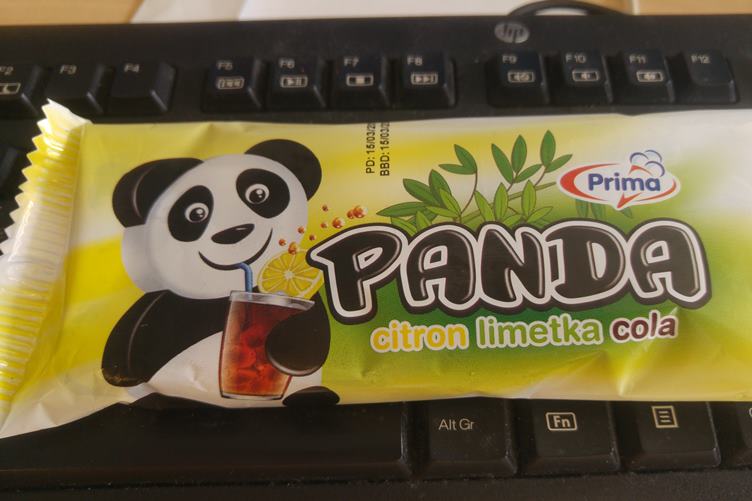 hp
F2
F3
F4
F5
F6
F7
F8
F9
F10
F11
F12
PD: 15/03/2
BBD: 15/03/2
Prima
PANDA
citron limetka cola
Alt Gr
Fn